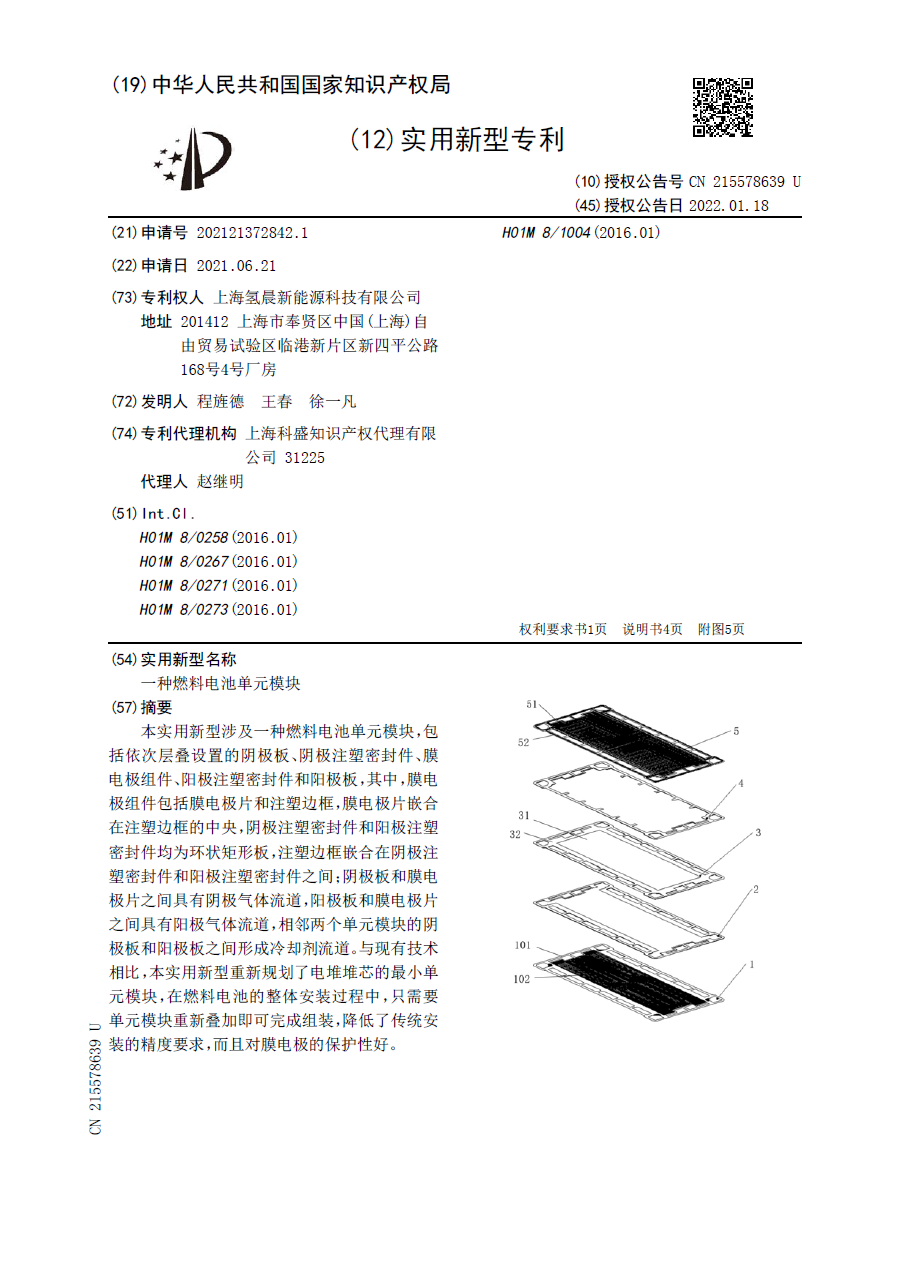 (19)中华人民共和国国家知识产权局
(12)实用新型专利
(10)授权公告号 CN 215578639 U
(45)授权公告日 2022.01.18
(21)申请号 202121372842.1
(22)申请日 2021.06.21
(73)专利权人 上海氢晨新能源科技有限公司
地址 201412 上海市奉贤区中国(上海)自
由贸易试验区临港新片区新四平公路
168号4号厂房
(72)发明人 程旌德 王春 徐一凡
(74)专利代理机构 上海科盛知识产权代理有限
公司 31225
代理人 赵继明
(51)Int.Cl.
H01M 8/0258(2016.01)
H01M 8/0267(2016.01)
H01M 8/0271(2016.01)
H01M 8/0273(2016.01)
H01M 8/1004(2016.01)
权利要求书1页 说明书4页 附图5页
(54)实用新型名称
一种燃料电池单元模块
(57)摘要
本实用新型涉及一种燃料电池单元模块,包
括依次层叠设置的阴极板、阴极注塑密封件、膜
电极组件、阳极注塑密封件和阳极板,其中,膜电
极组件包括膜电极片和注塑边框,膜电极片嵌合
在注塑边框的中央,阴极注塑密封件和阳极注塑
密封件均为环状矩形板,注塑边框嵌合在阴极注
塑密封件和阳极注塑密封件之间;阴极板和膜电
极片之间具有阴极气体流道,阳极板和膜电极片
之间具有阳极气体流道,相邻两个单元模块的阴
极板和阳极板之间形成冷却剂流道。与现有技术
相比,本实用新型重新规划了电堆堆芯的最小单
元模块,在燃料电池的整体安装过程中,只需要
单元模块重新叠加即可完成组装,降低了传统安
装的精度要求,而且对膜电极的保护性好。
51
5
52
4
31
32
3
2
101
1
102
CN 215578639 U